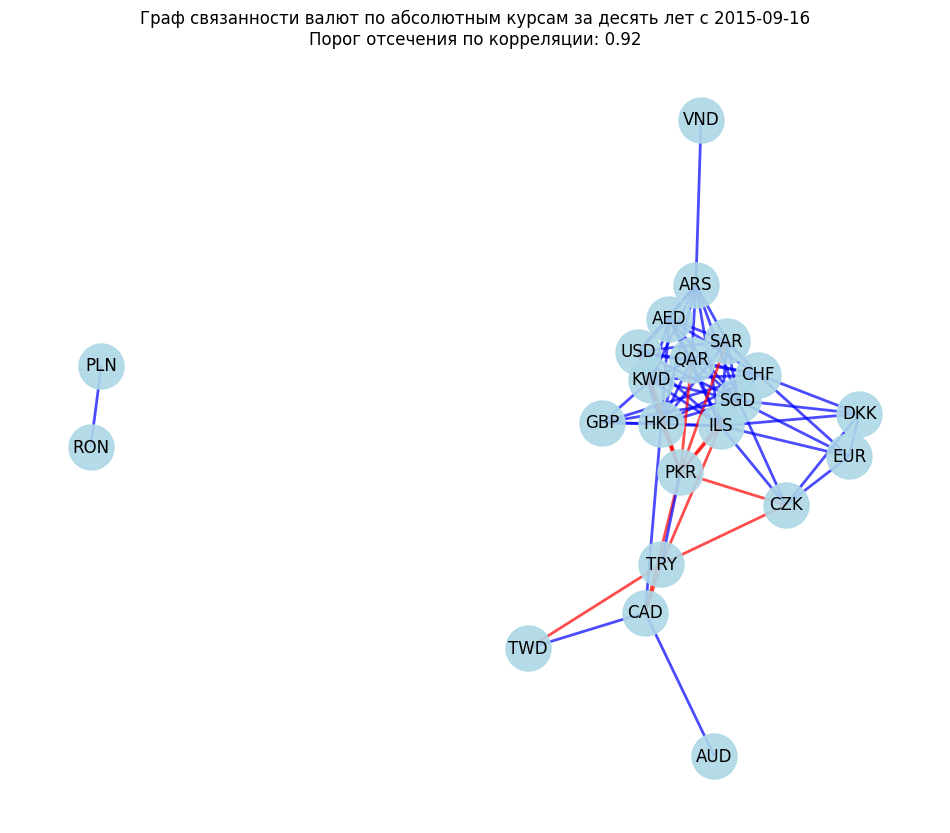 Граф связанности валют по абсолютным курсам за десять лет с 2015-09-16
Порог отсечения по корреляции: 0.92
VND
ARS
AED
SAR
USD
QAR
PLN
CHF
KWD
SGD
DKK
GBP
HKD
ILS
RON
EUR
PKR
CZK
TRY
CAD
TWD
AUD